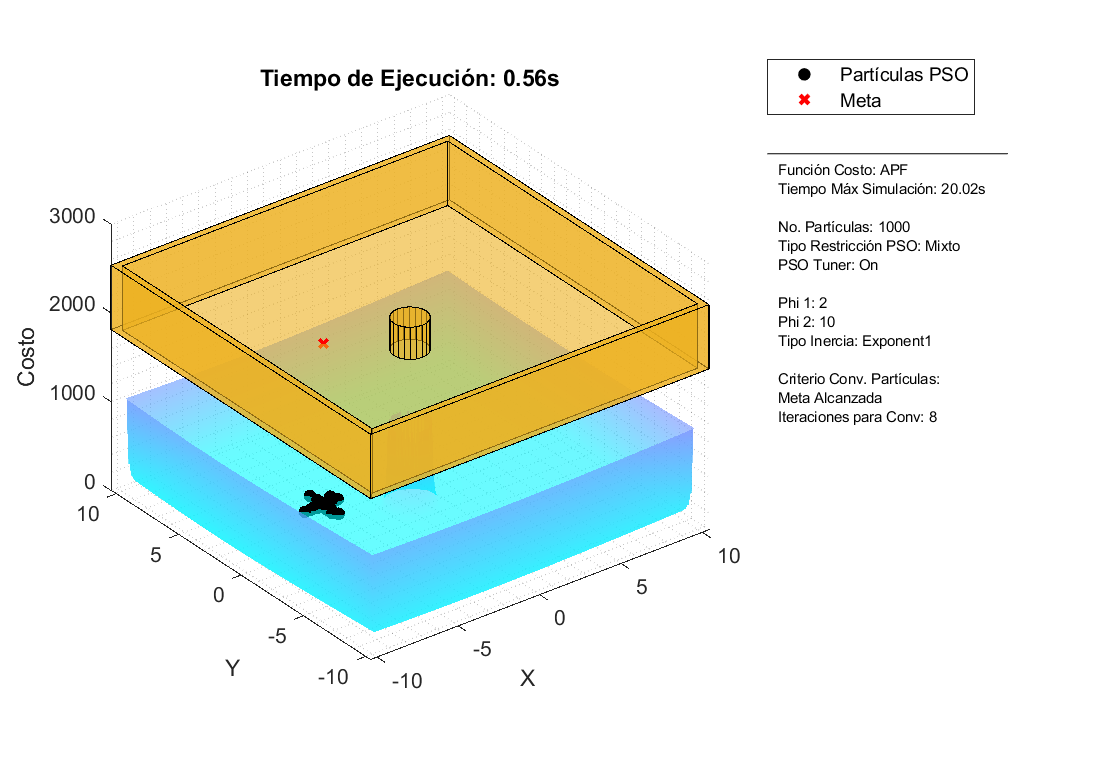 Tiempo de Ejecución: 0.56s
Partículas PSO
Meta
Función Costo: APF
Tiempo Máx Simulación: 20.02s
No. Partículas: 1000
Tipo Restricción PSO: Mixto
PSO Tuner: On
Phi 1: 2
Phi 2: 10
Tipo Inercia: Exponent1
Criterio Conv. Partículas:
Meta Alcanzada
Iteraciones para Conv: 8
Costo
3000
2000
1000
0
10
5
0
-5
-10
Y
-10
-5
0
5
10
X